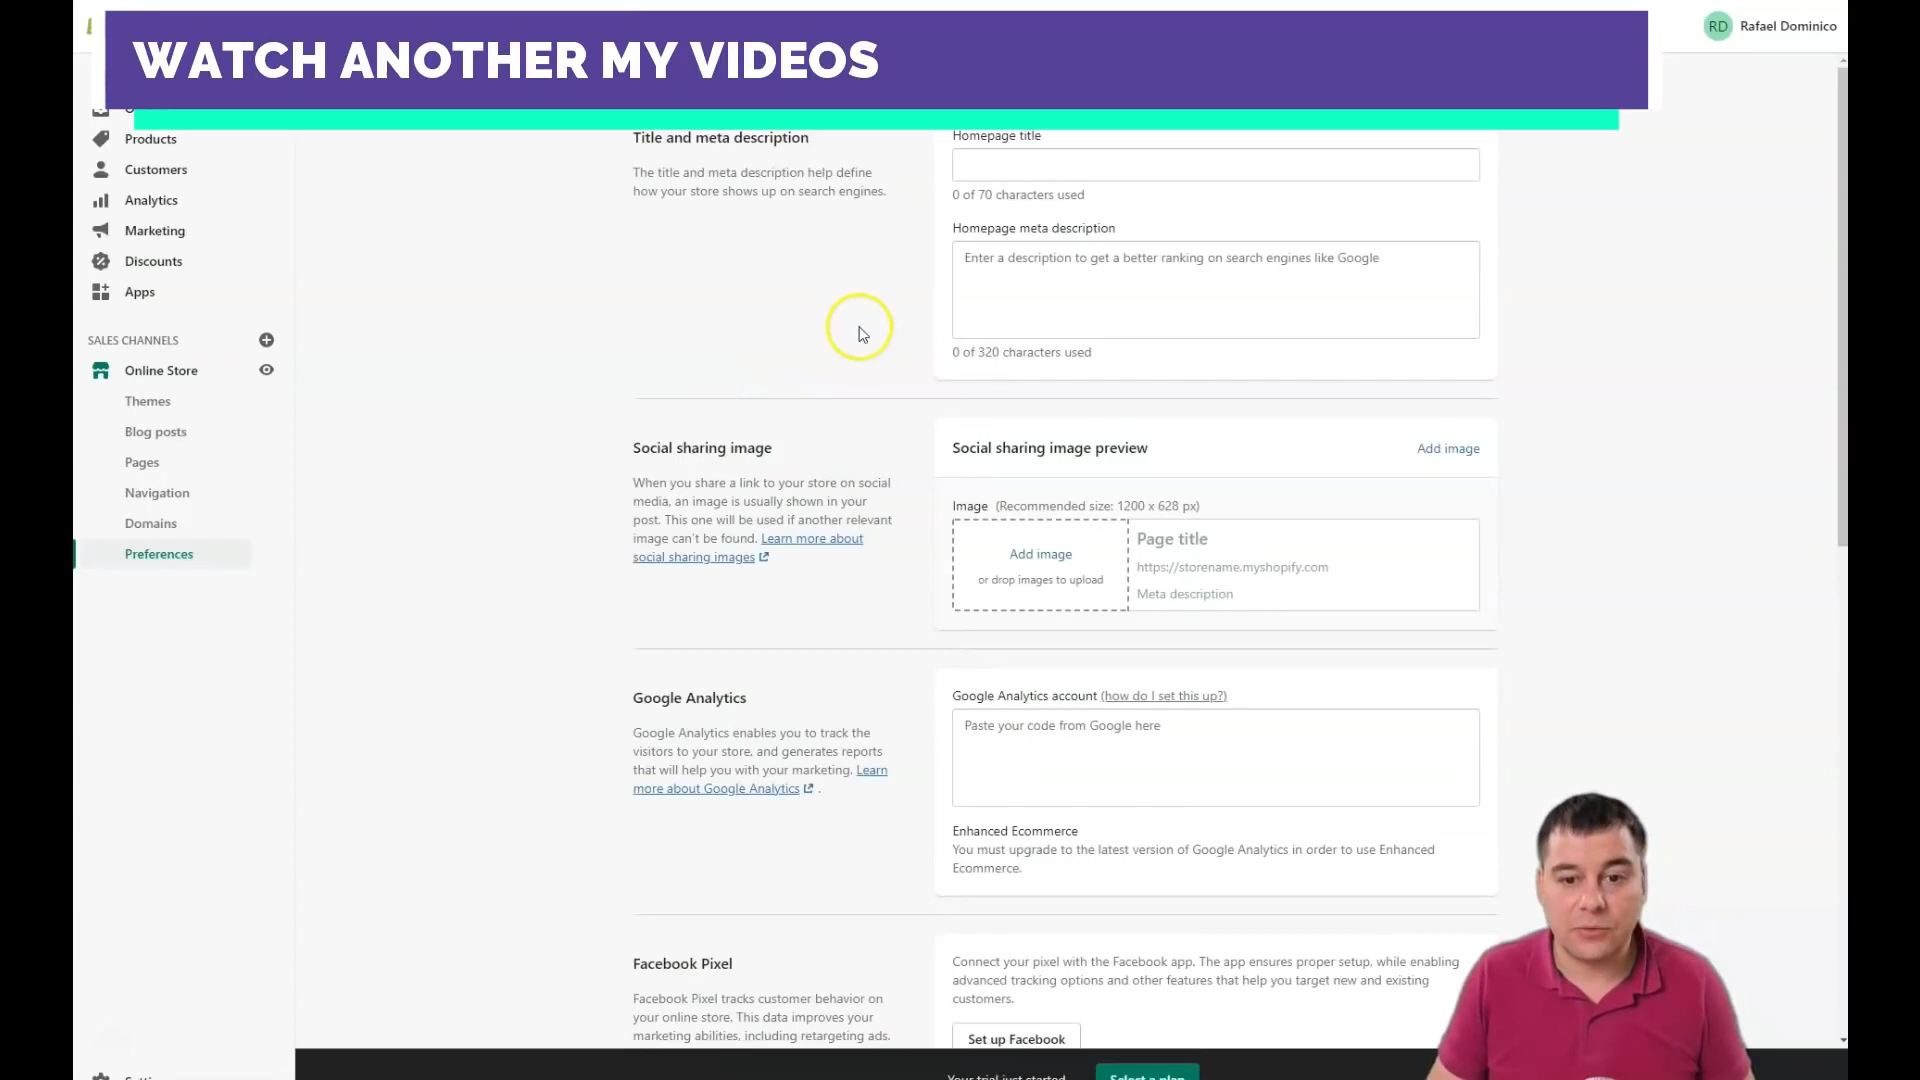 WATCH ANOTHER MY VIDEOS
RD Rafael Dominico
Products
Customers
Analytics
Marketing
Discounts
Apps
SALES CHANNELS
Online Store
Themes
Blog posts
Pages
Navigation
Domains
Preferences
Title and meta description
The title and meta description help define
how your store shows up on search engines.
Homepage title
0 of 70 characters used
Homepage meta description
Enter a description to get a better ranking on search engines like Google
0 of 320 characters used
Social sharing image
When you share a link to your store on social
media, an image is usually shown in your
post. This one will be used if another relevant
image can't be found. Learn more about
social sharing images
Social sharing image preview
Add image
Image (Recommended size: 1200 x 628 px)
Add image
or drop images to upload
Page title
https://storename.myshopify.com
Meta description
Google Analytics
Google Analytics enables you to track the
visitors to your store, and generates reports
that will help you with your marketing. Learn
more about Google Analytics .
Google Analytics account (how do I set this up?)
Paste your code from Google here
Enhanced Ecommerce
You must upgrade to the latest version of Google Analytics in order to use Enhanced
Ecommerce.
Facebook Pixel
Facebook Pixel tracks customer behavior on
your online store. This data improves your
marketing abilities, including retargeting ads.
Connect your pixel with the Facebook app. The app ensures proper setup, while enabling
advanced tracking options and other features that help you target new and existing
customers.
Set up Facebook
Your trial just started
Select a plan